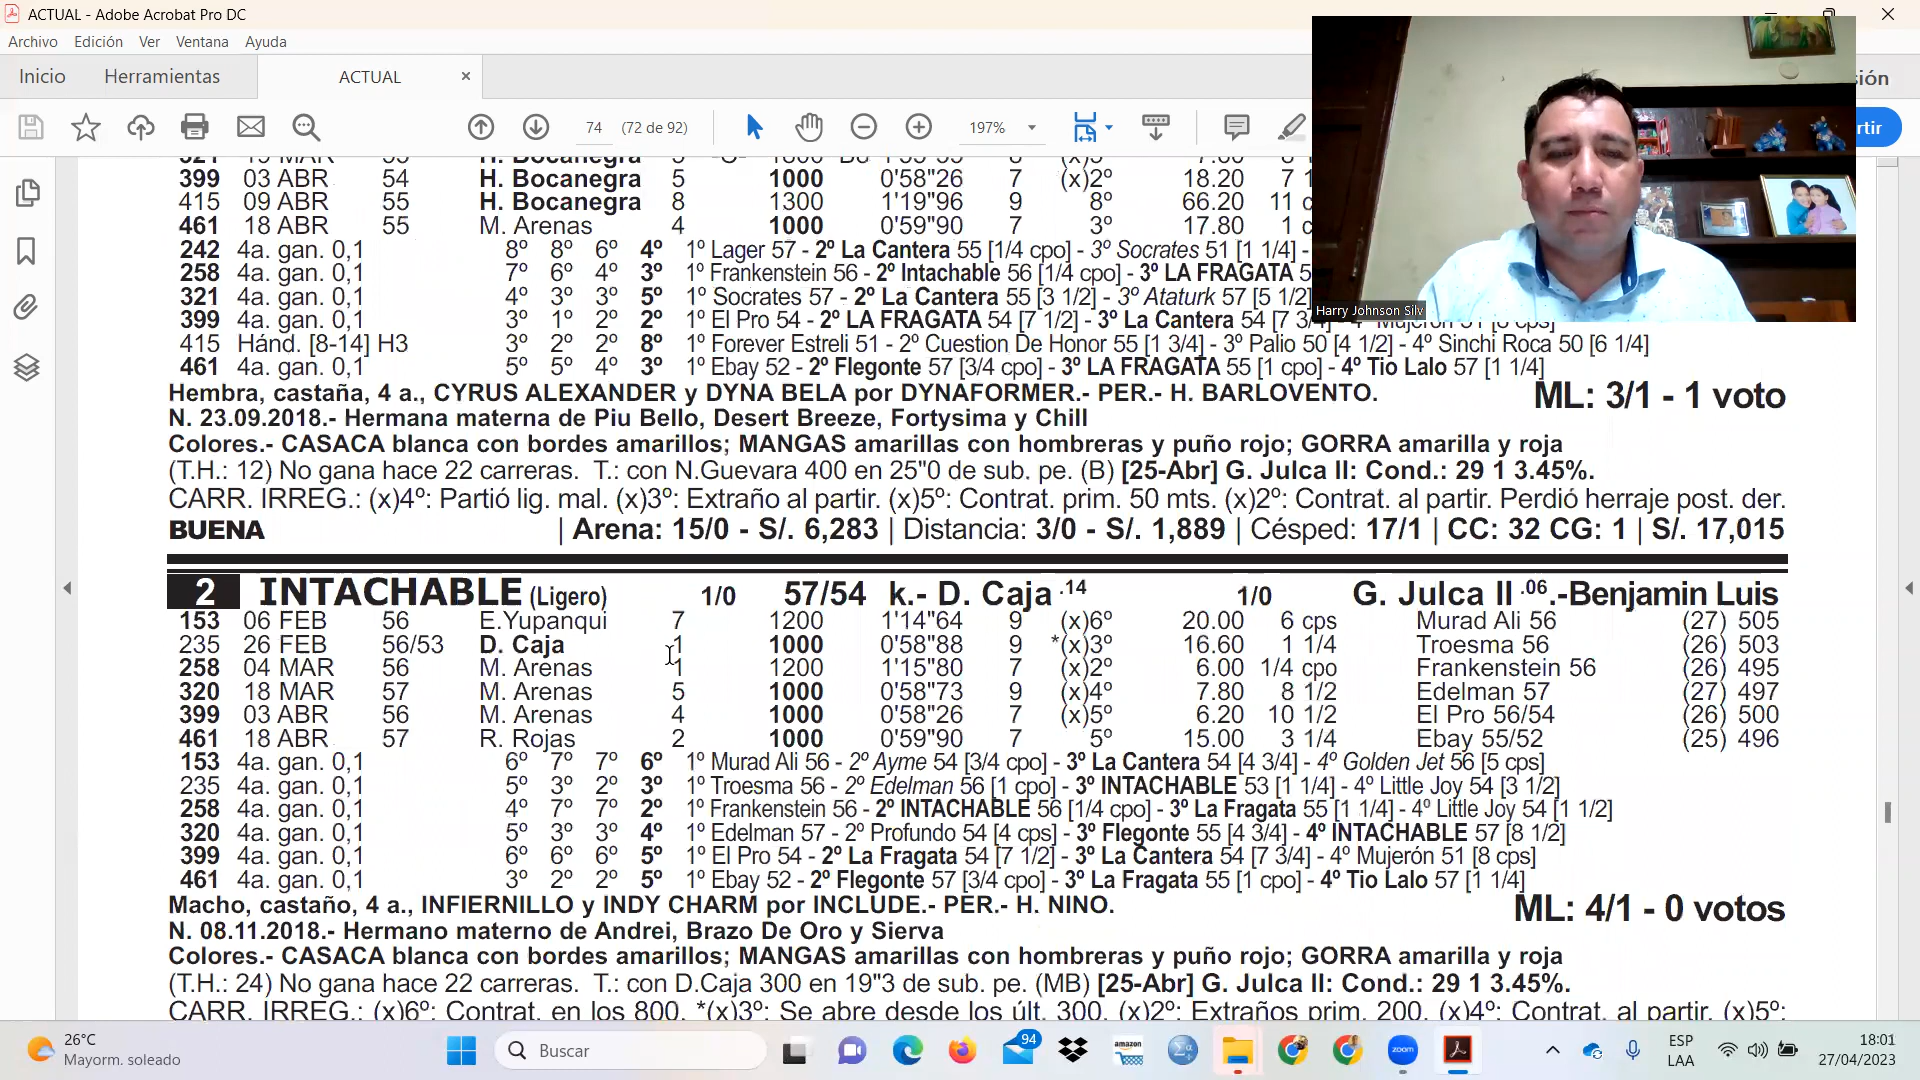 ACTUAL - Adobe Acrobat Pro DC
Archivo Edición Ver Ventana Ayuda
Inicio Herramientas ACTUAL
74 (72 de 92) 197%
399 03 ABR 54 H. Bocanegra 5 1000 0'58"26 7 (x)2º 18.20 7 1
415 09 ABR 55 H. Bocanegra 8 1300 1'19"96 9 8º 66.20 11 c
461 18 ABR 55 M. Arenas 4 1000 0'59"90 7 3º 17.80 1 c
242 4a. gan. 0,1 8º 8º 6º 4º 1º Lager 57 - 2º La Cantera 55 [1/4 cpo] - 3º Socrates 51 [1 1/4] -
258 4a. gan. 0,1 7º 6º 4º 3º 1º Frankenstein 56 - 2º Intachable 56 [1/4 cpo] - 3º LA FRAGATA 5
321 4a. gan. 0,1 4º 3º 3º 5º 1º Socrates 57 - 2º La Cantera 55 [3 1/2] - 3º Ataturk 57 [5 1/2]
399 4a. gan. 0,1 3º 1º 2º 2º 1º El Pro 54 - 2º LA FRAGATA 54 [7 1/2] - 3º La Cantera 54 [7 3/4]
415 Hánd. [8-14] H3 3º 2º 2º 8º 1º Forever Estreli 51 - 2º Cuestion De Honor 55 [1 3/4] - 3º Palio 50 [4 1/2] - 4º Sinchi Roca 50 [6 1/4]
461 4a. gan. 0,1 5º 5º 4º 3º 1º Ebay 52 - 2º Flegonte 57 [3/4 cpo] - 3º LA FRAGATA 55 [1 cpo] - 4º Tio Lalo 57 [1 1/4]
Hembra, castaña, 4 a., CYRUS ALEXANDER y DYNA BELA por DYNAFORMER.- PER.- H. BARLOVENTO. ML: 3/1 - 1 voto
N. 23.09.2018.- Hermana materna de Piu Bello, Desert Breeze, Fortysima y Chill
Colores.- CASACA blanca con bordes amarillos; MANGAS amarillas con hombreras y puño rojo; GORRA amarilla y roja
(T.H.: 12) No gana hace 22 carreras. T.: con N.Guevara 400 en 25"0 de sub. pe. (B) [25-Abr] G. Julca II: Cond.: 29 1 3.45%.
CARR. IRREG.: (x)4º: Partió lig. mal. (x)3º: Extraño al partir. (x)5º: Contrat. prim. 50 mts. (x)2º: Contrat. al partir. Perdió herraje post. der.
BUENA | Arena: 15/0 - S/. 6,283 | Distancia: 3/0 - S/. 1,889 | Césped: 17/1 | CC: 32 CG: 1 | S/. 17,015
2 INTACHABLE (Ligero) 1/0 57/54 k.- D. Caja .14 1/0 G. Julca II .06.-Benjamin Luis
153 06 FEB 56 E.Yupanqui 7 1200 1'14"64 9 (x)6º 20.00 6 cps Murad Ali 56 (27) 505
235 26 FEB 56/53 D. Caja 1 1000 0'58"88 9 *(x)3º 16.60 1 1/4 Troesma 56 (26) 503
258 04 MAR 56 M. Arenas 1 1200 1'15"80 7 (x)2º 6.00 1/4 cpo Frankenstein 56 (26) 495
320 18 MAR 57 M. Arenas 5 1000 0'58"73 9 (x)4º 7.80 8 1/2 Edelman 57 (27) 497
399 03 ABR 56 M. Arenas 4 1000 0'58"26 7 (x)5º 6.20 10 1/2 El Pro 56/54 (26) 500
461 18 ABR 57 R. Rojas 2 1000 0'59"90 7 5º 15.00 3 1/4 Ebay 55/52 (25) 496
153 4a. gan. 0,1 6º 7º 7º 6º 1º Murad Ali 56 - 2º Ayme 54 [3/4 cpo] - 3º La Cantera 54 [4 3/4] - 4º Golden Jet 56 [5 cps]
235 4a. gan. 0,1 5º 3º 2º 3º 1º Troesma 56 - 2º Edelman 56 [1 cpo] - 3º INTACHABLE 53 [1 1/4] - 4º Little Joy 54 [3 1/2]
258 4a. gan. 0,1 4º 7º 7º 2º 1º Frankenstein 56 - 2º INTACHABLE 56 [1/4 cpo] - 3º La Fragata 55 [1 1/4] - 4º Little Joy 54 [1 1/2]
320 4a. gan. 0,1 5º 3º 3º 4º 1º Edelman 57 - 2º Profundo 54 [4 cps] - 3º Flegonte 55 [4 3/4] - 4º INTACHABLE 57 [8 1/2]
399 4a. gan. 0,1 6º 6º 6º 5º 1º El Pro 54 - 2º La Fragata 54 [7 1/2] - 3º La Cantera 54 [7 3/4] - 4º Mujerón 51 [8 cps]
461 4a. gan. 0,1 3º 2º 2º 5º 1º Ebay 52 - 2º Flegonte 57 [3/4 cpo] - 3º La Fragata 55 [1 cpo] - 4º Tio Lalo 57 [1 1/4]
Macho, castaño, 4 a., INFIERNILLO y INDY CHARM por INCLUDE.- PER.- H. NINO. ML: 4/1 - 0 votos
N. 08.11.2018.- Hermano materno de Andrei, Brazo De Oro y Sierva
Colores.- CASACA blanca con bordes amarillos; MANGAS amarillas con hombreras y puño rojo; GORRA amarilla y roja
(T.H.: 24) No gana hace 22 carreras. T.: con D.Caja 300 en 19"3 de sub. pe. (MB) [25-Abr] G. Julca II: Cond.: 29 1 3.45%.
CARR. IRREG.: (x)6º: Contrat. en los 800. *(x)3º: Se abre desde los últ. 300. (x)2º: Extraños prim. 200. (x)4º: Contrat. al partir. (x)5º:
Harry Johnson Silv
26°C
Mayorm. soleado
Buscar
94
amazon
zoom
ESP
LAA
18:01
27/04/2023